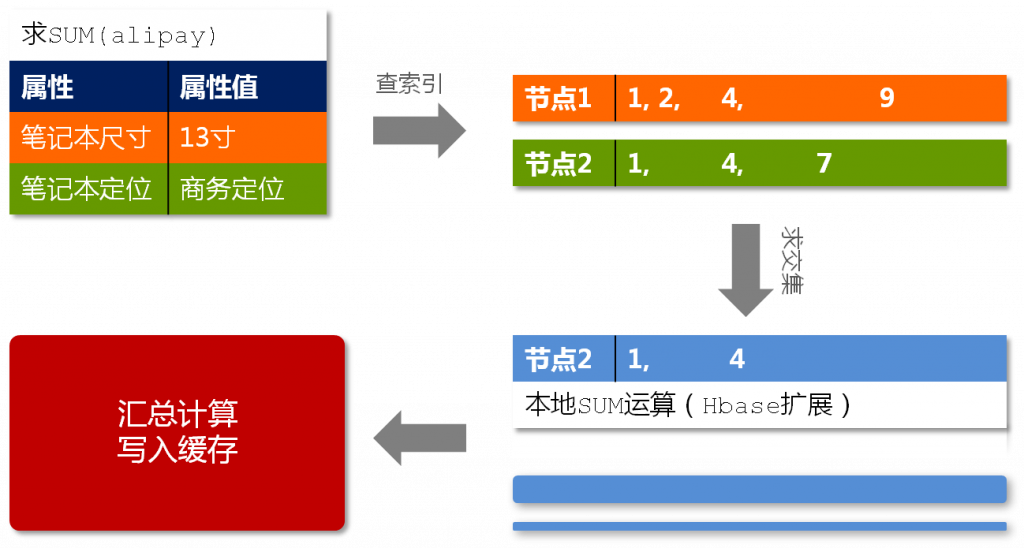 求SUM(alipay)
属性 属性值
笔记本尺寸 13寸
笔记本定位 商务定位
查索引
节点1 1, 2, 4, 9
节点2 1, 4, 7
求交集
节点2 1, 4
本地SUM运算（Hbase扩展）
汇总计算
写入缓存